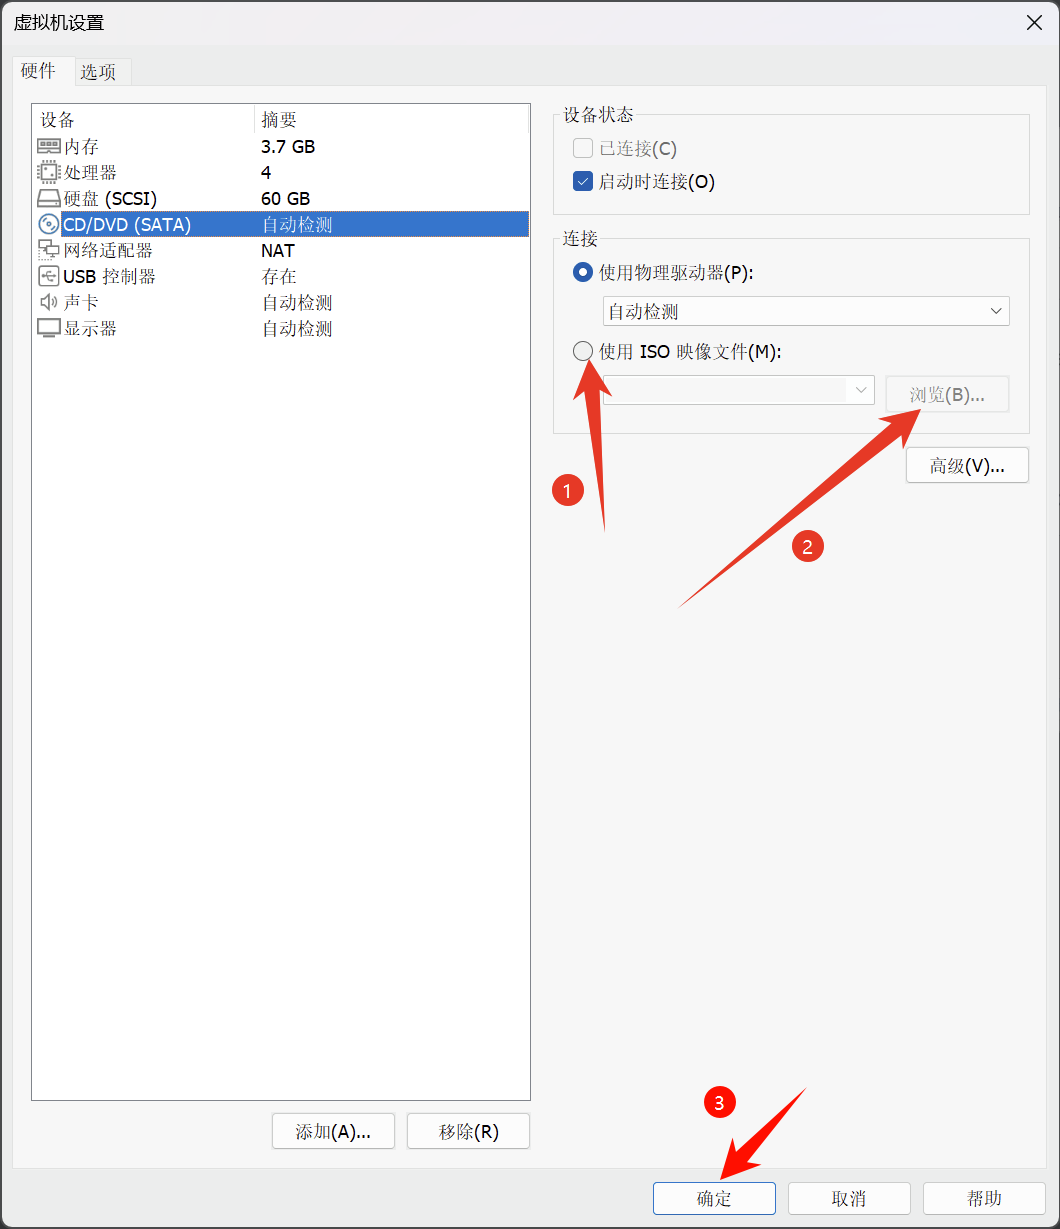 虚拟机设置
硬件 选项
设备 摘要
内存 3.7 GB
处理器 4
硬盘 (SCSI) 60 GB
CD/DVD (SATA) 自动检测
网络适配器 NAT
USB 控制器 存在
声卡 自动检测
显示器 自动检测
设备状态
已连接(C)
启动时连接(O)
连接
使用物理驱动器(P):
自动检测
使用 ISO 映像文件(M):
浏览(B)...
高级(V)...
1
2
3
添加(A)... 移除(R)
确定 取消 帮助